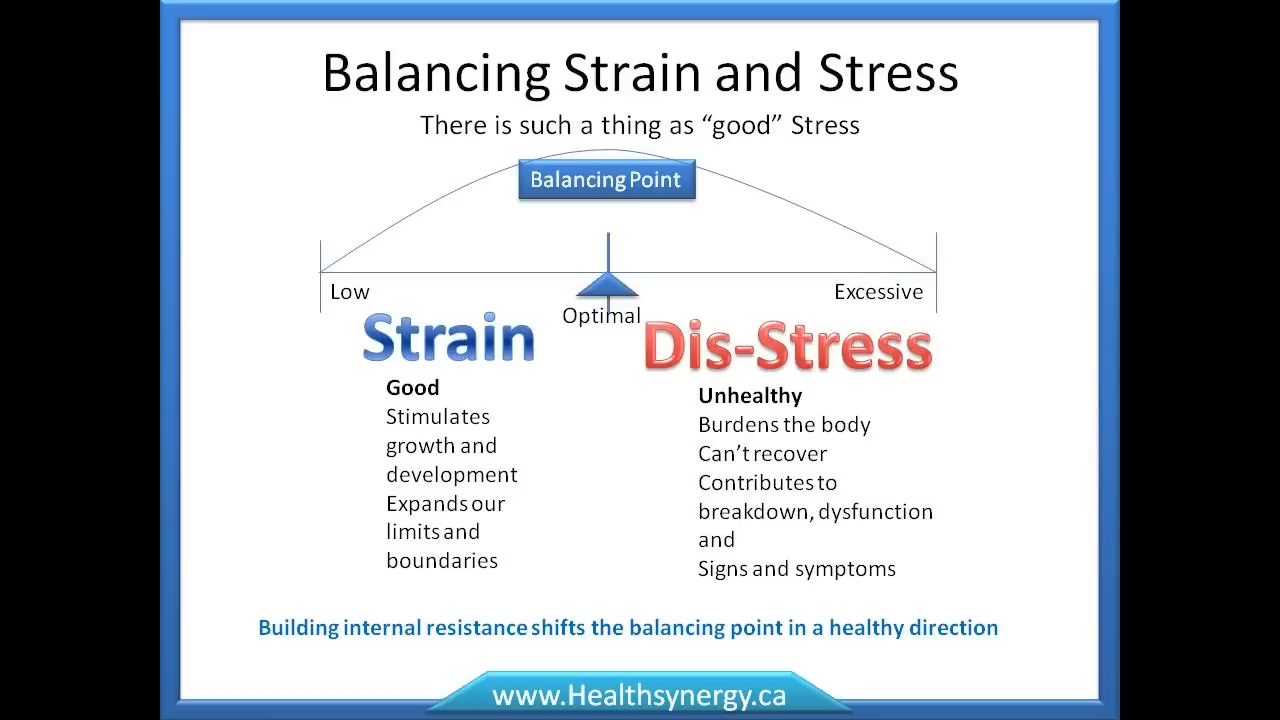 Balancing Strain and Stress
There is such a thing as “good” Stress
Balancing Point
Low
Excessive
Optimal
Strain
Good
Stimulates
growth and
development
Expands our
limits and
boundaries
Dis-Stress
Unhealthy
Burdens the body
Can’t recover
Contributes to
breakdown, dysfunction
and
Signs and symptoms
Building internal resistance shifts the balancing point in a healthy direction
www.Healthsynergy.ca